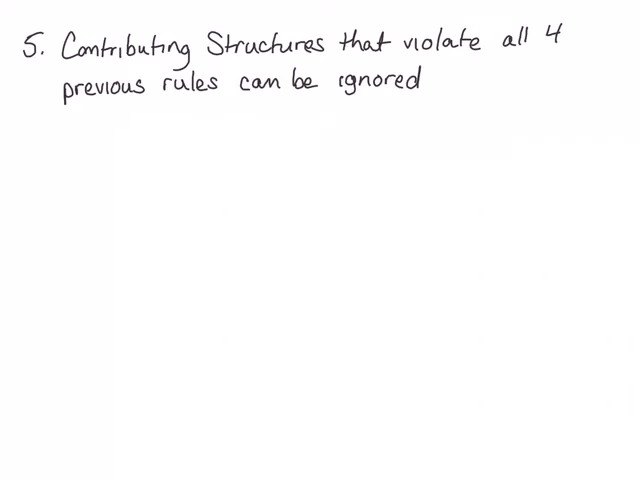 5. Contributing Structures that violate all 4
previous rules can be ignored